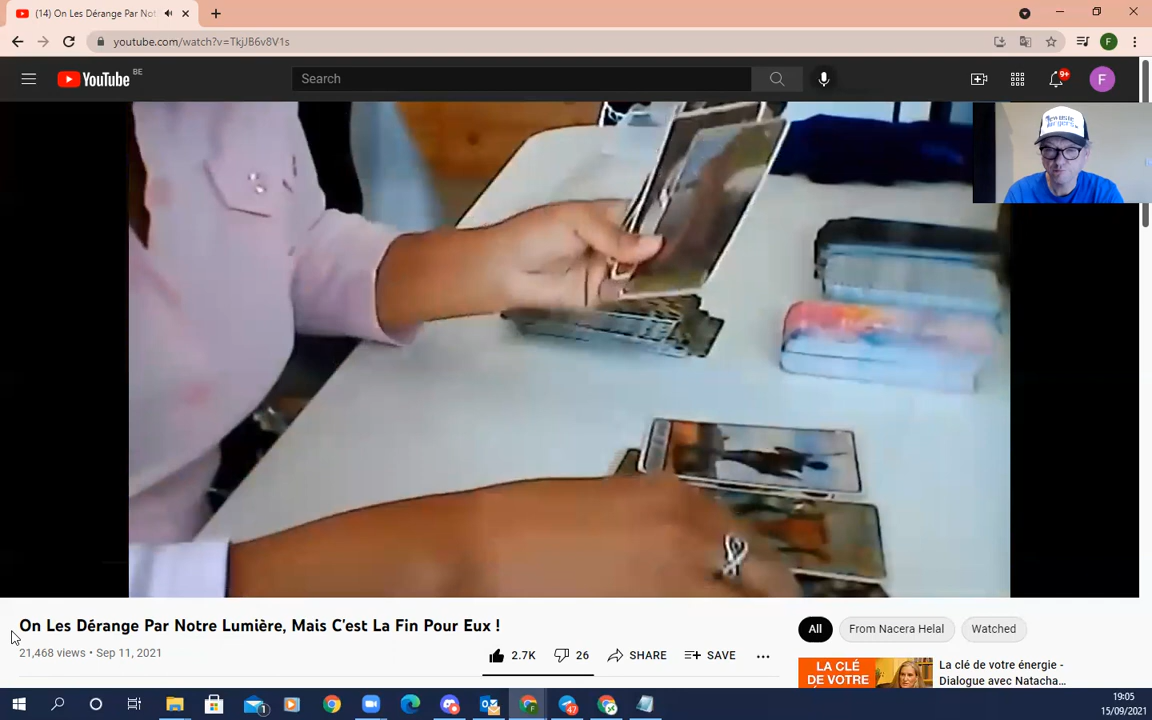 (14) On Les Dérange Par Not
youtube.com/watch?v=TkjJB6v8V1s
YouTube BE
Search
9+
F
F
On Les Dérange Par Notre Lumière, Mais C'est La Fin Pour Eux !
21,468 views • Sep 11, 2021
2.7K
26
SHARE
SAVE
All
From Nacera Helal
Watched
LA CLÉ
DE VOTRE
La clé de votre énergie -
Dialogue avec Natacha...
1
47
19:05
15/09/2021